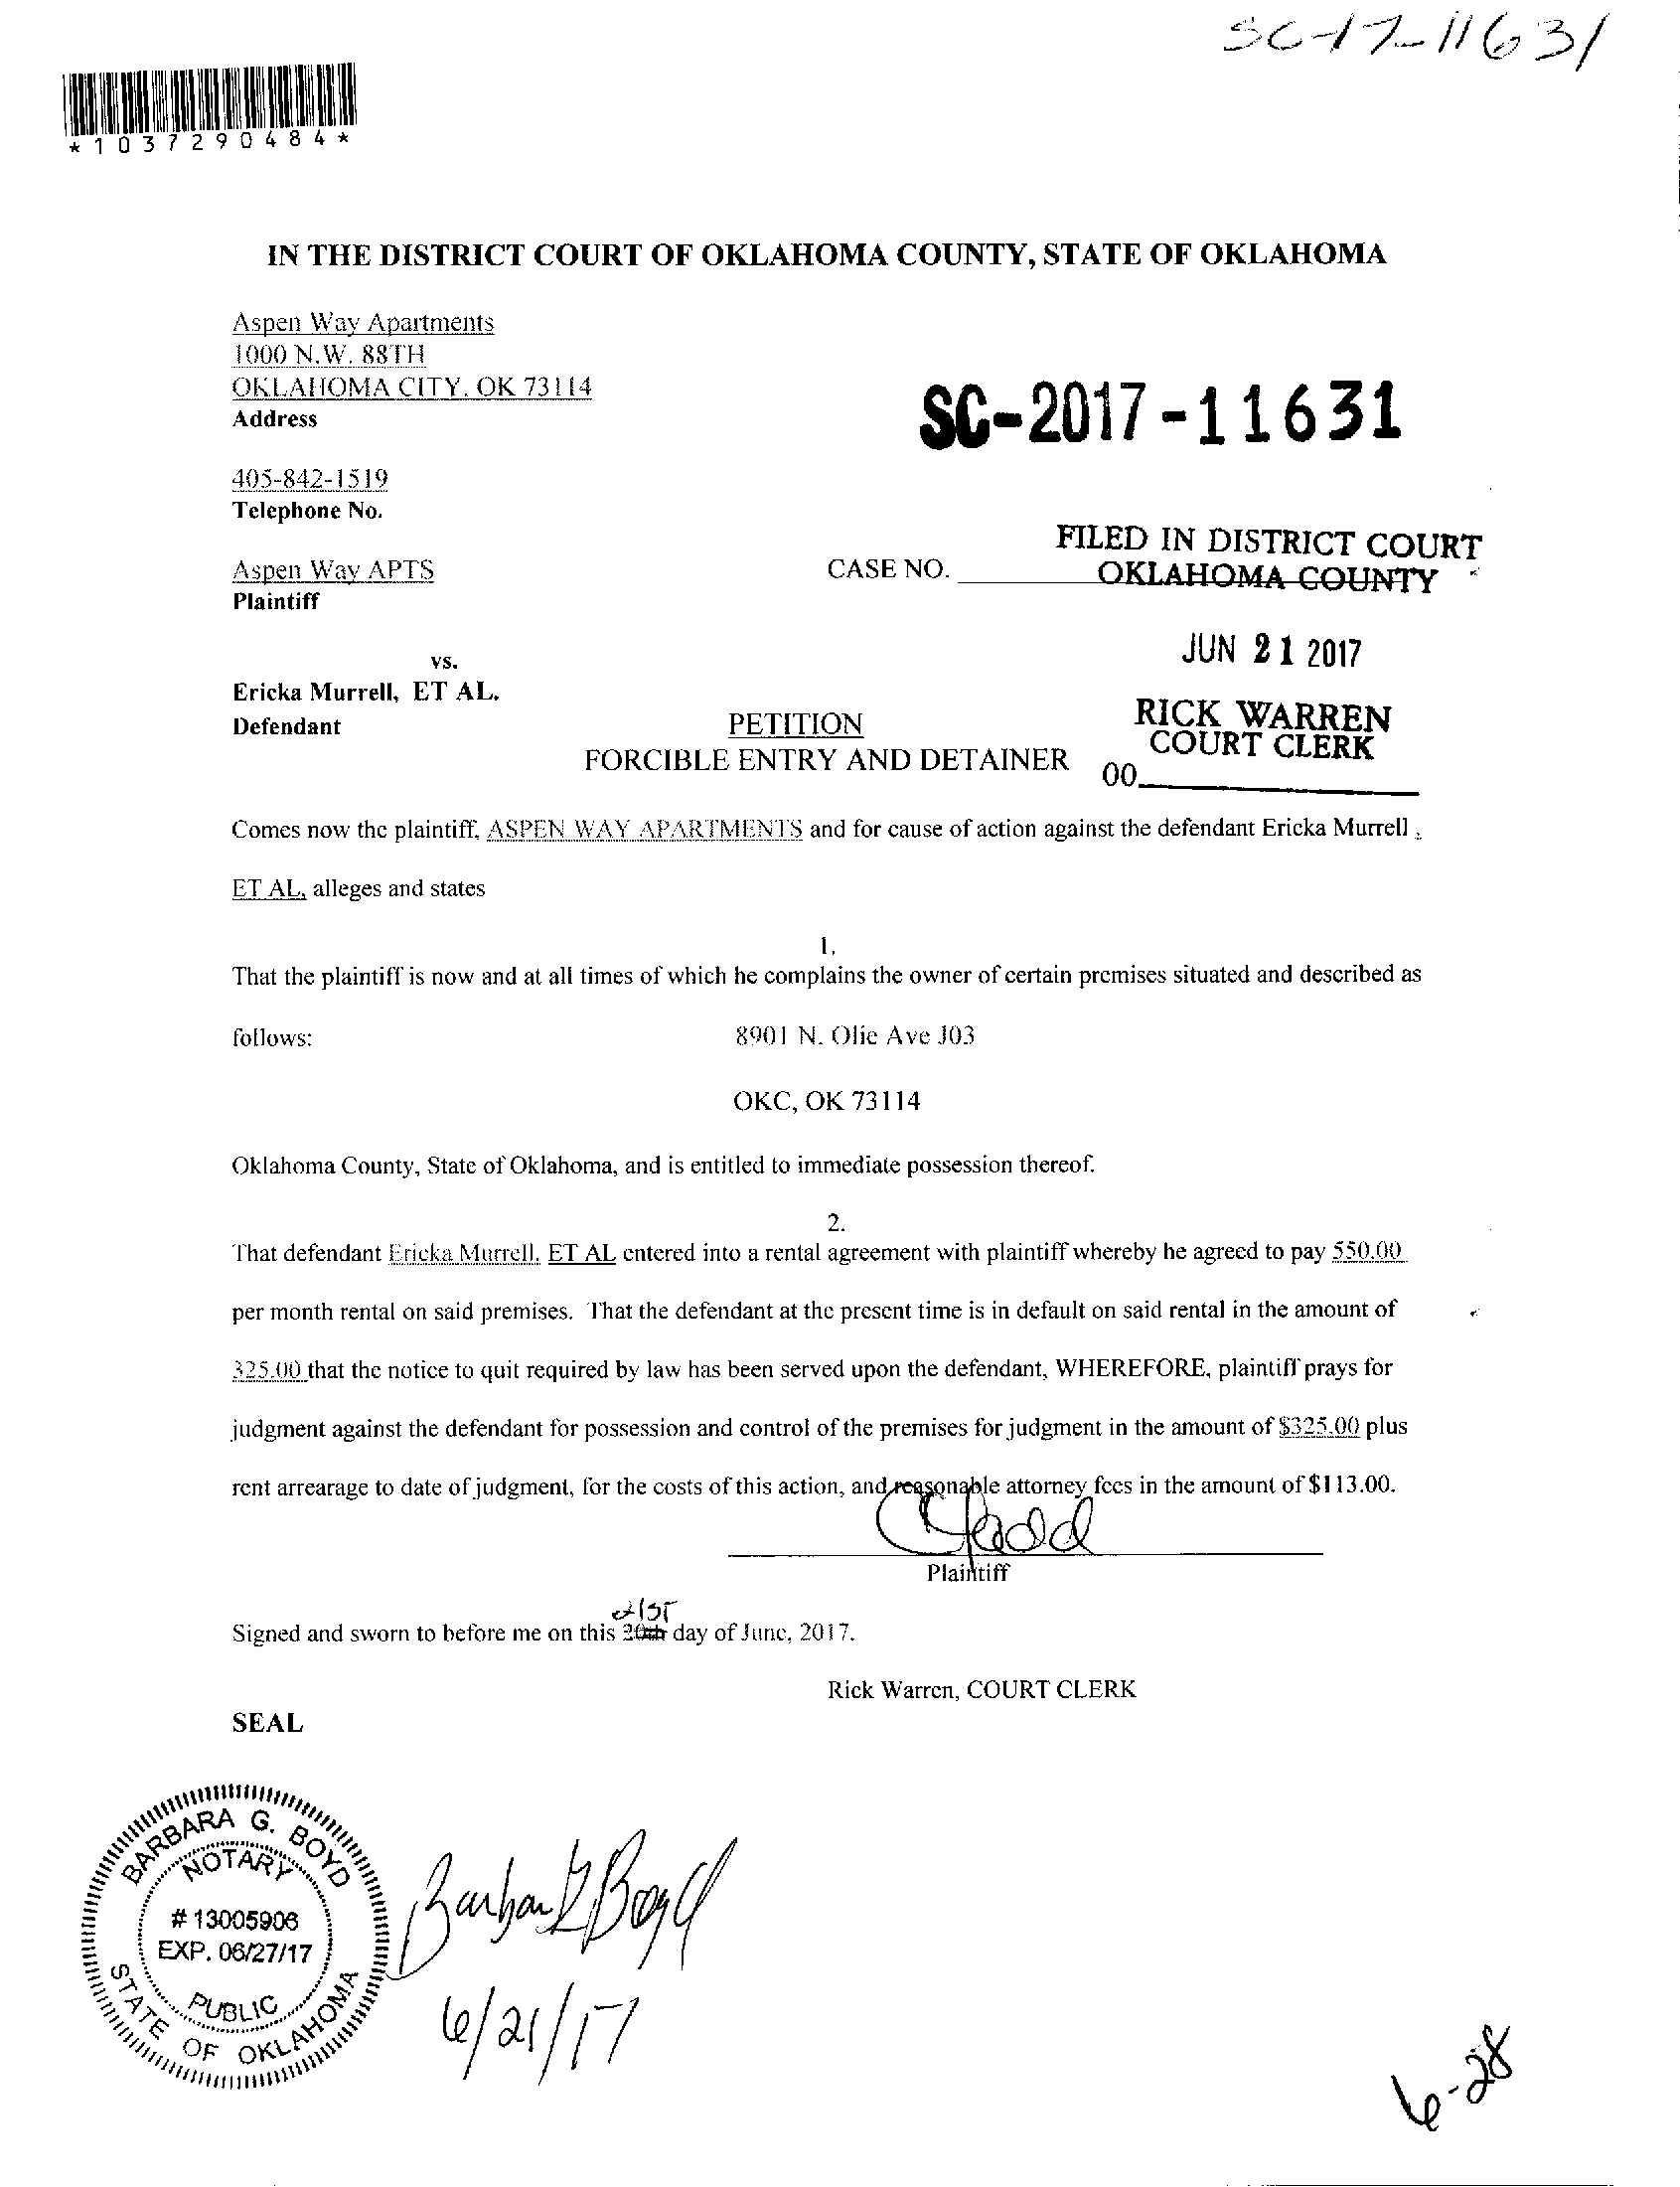 SC-17-11631
*1037290484*
IN THE DISTRICT COURT OF OKLAHOMA COUNTY, STATE OF OKLAHOMA
Aspen Way Apartments
1000 N.W. 88TH
OKLAHOMA CITY, OK 73114
Address
SC-2017-11631
405-842-1519
Telephone No.
FILED IN DISTRICT COURT
OKLAHOMA COUNTY
Aspen Way APTS
CASE NO.
Plaintiff
JUN 21 2017
vs.
Ericka Murrell, ET AL.
Defendant
PETITION
RICK WARREN
COURT CLERK
FORCIBLE ENTRY AND DETAINER
00
Comes now the plaintiff, ASPEN WAY APARTMENTS and for cause of action against the defendant Ericka Murrell ,
ET AL, alleges and states
1.
That the plaintiff is now and at all times of which he complains the owner of certain premises situated and described as
follows: 8901 N. Olie Ave J03
OKC, OK 73114
Oklahoma County, State of Oklahoma, and is entitled to immediate possession thereof.
2.
That defendant Ericka Murrell, ET AL entered into a rental agreement with plaintiff whereby he agreed to pay 550.00
per month rental on said premises. That the defendant at the present time is in default on said rental in the amount of
325.00 that the notice to quit required by law has been served upon the defendant, WHEREFORE, plaintiff prays for
judgment against the defendant for possession and control of the premises for judgment in the amount of $325.00 plus
rent arrearage to date of judgment, for the costs of this action, and reasonable attorney fees in the amount of $113.00.
Plaintiff
21st
Signed and sworn to before me on this 20th day of June, 2017.
Rick Warren, COURT CLERK
SEAL
BARBARA G. BOYD
NOTARY
# 13005906
EXP. 06/27/17
PUBLIC
STATE OF OKLAHOMA
Barbara G Boyd
6/21/17
6-28